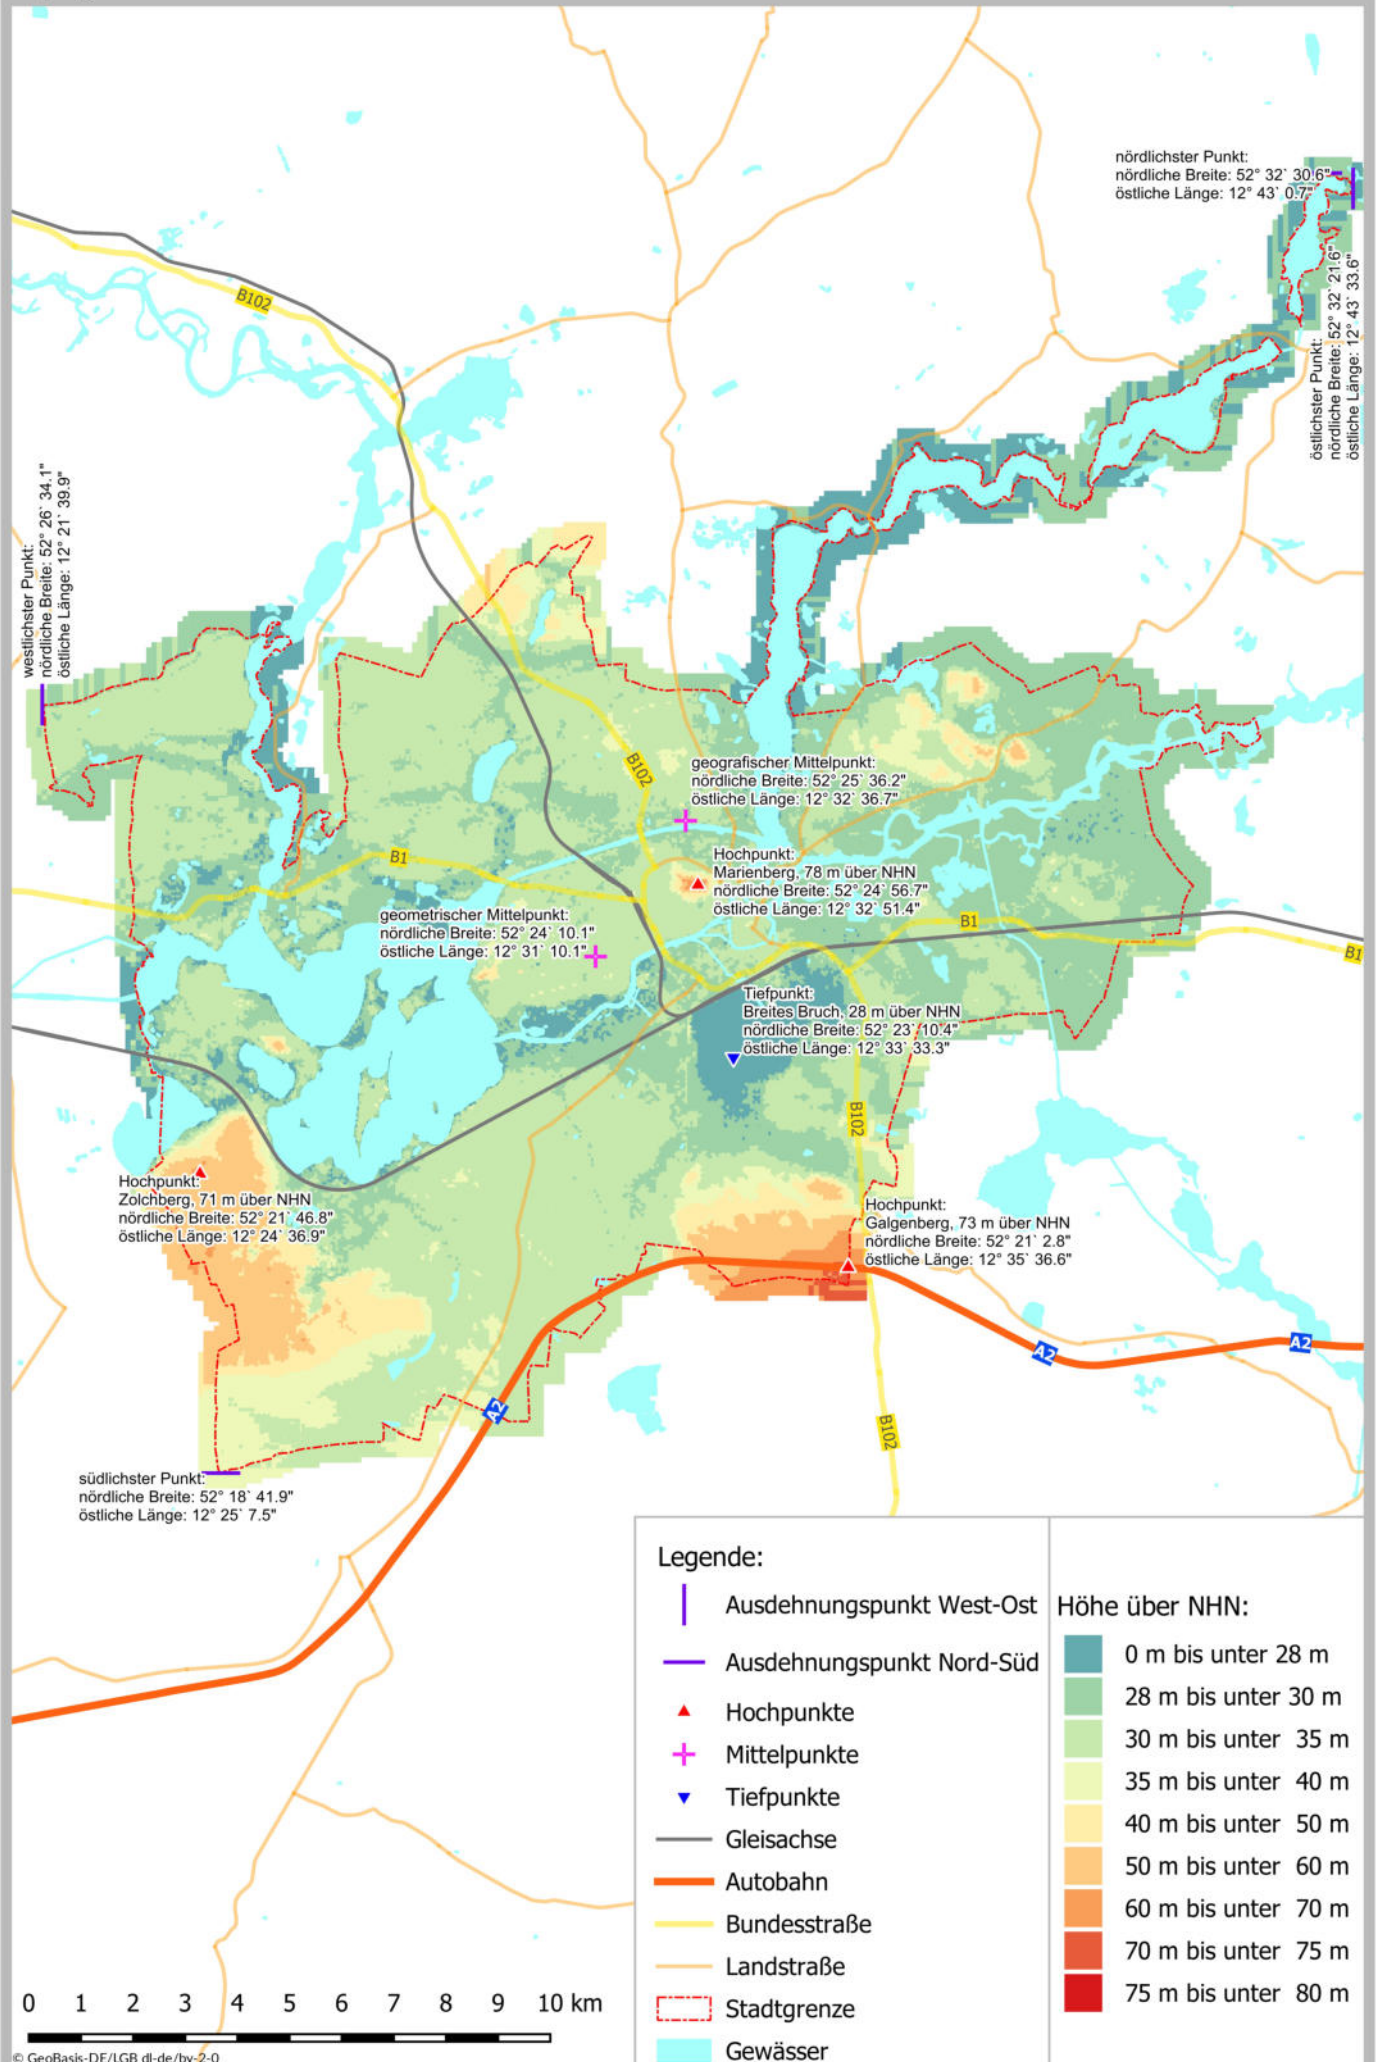 nördlichster Punkt:
nördliche Breite: 52° 32` 30.6"
östliche Länge: 12° 43` 0.7"
östlichster Punkt:
nördliche Breite: 52° 32` 21.6"
östliche Länge: 12° 43` 33.6"
B102
westlichster Punkt:
nördliche Breite: 52° 26` 34.1"
östliche Länge: 12° 21` 39.9"
B102
geografischer Mittelpunkt:
nördliche Breite: 52° 25` 36.2"
östliche Länge: 12° 32` 36.7"
B1
Hochpunkt:
Marienberg, 78 m über NHN
nördliche Breite: 52° 24` 56.7"
östliche Länge: 12° 32` 51.4"
geometrischer Mittelpunkt:
nördliche Breite: 52° 24` 10.1"
östliche Länge: 12° 31` 10.1"
B1
B1
Tiefpunkt:
Breites Bruch, 28 m über NHN
nördliche Breite: 52° 23` 10.4"
östliche Länge: 12° 33` 33.3"
B102
Hochpunkt:
Zolchberg, 71 m über NHN
nördliche Breite: 52° 21` 46.8"
östliche Länge: 12° 24` 36.9"
Hochpunkt:
Galgenberg, 73 m über NHN
nördliche Breite: 52° 21` 2.8"
östliche Länge: 12° 35` 36.6"
A2
A2
A2
B102
südlichster Punkt:
nördliche Breite: 52° 18` 41.9"
östliche Länge: 12° 25` 7.5"
Legende:
Ausdehnungspunkt West-Ost
Ausdehnungspunkt Nord-Süd
Hochpunkte
Mittelpunkte
Tiefpunkte
Gleisachse
Autobahn
Bundesstraße
Landstraße
Stadtgrenze
Gewässer
Höhe über NHN:
0 m bis unter 28 m
28 m bis unter 30 m
30 m bis unter 35 m
35 m bis unter 40 m
40 m bis unter 50 m
50 m bis unter 60 m
60 m bis unter 70 m
70 m bis unter 75 m
75 m bis unter 80 m
0 1 2 3 4 5 6 7 8 9 10 km
© GeoBasis-DE/LGB dl-de/by-2-0